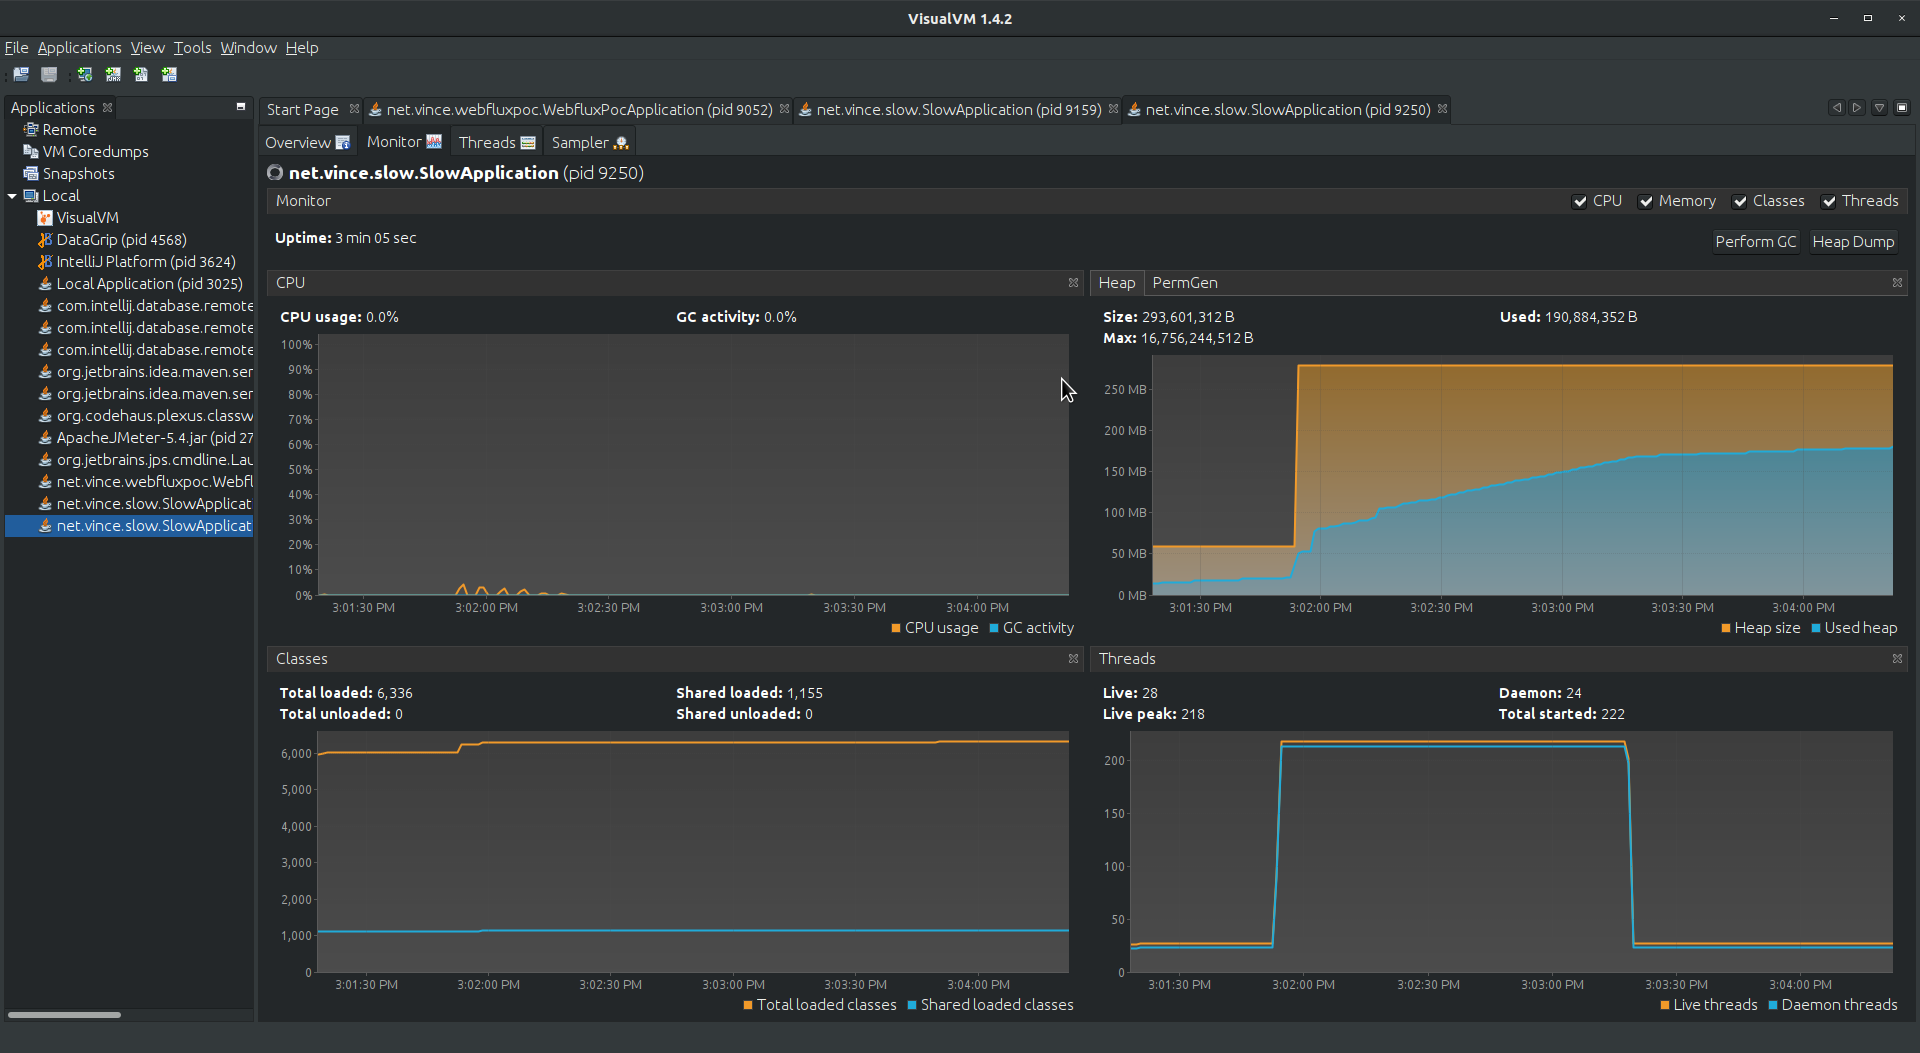 VisualVM 1.4.2
File Applications View Tools Window Help
Applications
Remote
VM Coredumps
Snapshots
Local
VisualVM
DataGrip (pid 4568)
IntelliJ Platform (pid 3624)
Local Application (pid 3025)
com.intellij.database.remote
com.intellij.database.remote
com.intellij.database.remote
org.jetbrains.idea.maven.ser
org.jetbrains.idea.maven.ser
org.codehaus.plexus.classw
ApacheJMeter-5.4.jar (pid 27
org.jetbrains.jps.cmdline.Lau
net.vince.webfluxpoc.Webfl
net.vince.slow.SlowApplicat
net.vince.slow.SlowApplicat
Start Page net.vince.webfluxpoc.WebfluxPocApplication (pid 9052) net.vince.slow.SlowApplication (pid 9159) net.vince.slow.SlowApplication (pid 9250)
Overview Monitor Threads Sampler
net.vince.slow.SlowApplication (pid 9250)
Monitor CPU Memory Classes Threads
Uptime: 3 min 05 sec
Perform GC Heap Dump
CPU
CPU usage: 0.0% GC activity: 0.0%
100%
90%
80%
70%
60%
50%
40%
30%
20%
10%
0%
3:01:30 PM 3:02:00 PM 3:02:30 PM 3:03:00 PM 3:03:30 PM 3:04:00 PM
CPU usage GC activity
Heap PermGen
Size: 293,601,312 B Used: 190,884,352 B
Max: 16,756,244,512 B
250 MB
200 MB
150 MB
100 MB
50 MB
0 MB
3:01:30 PM 3:02:00 PM 3:02:30 PM 3:03:00 PM 3:03:30 PM 3:04:00 PM
Heap size Used heap
Classes
Total loaded: 6,336 Shared loaded: 1,155
Total unloaded: 0 Shared unloaded: 0
6,000
5,000
4,000
3,000
2,000
1,000
0
3:01:30 PM 3:02:00 PM 3:02:30 PM 3:03:00 PM 3:03:30 PM 3:04:00 PM
Total loaded classes Shared loaded classes
Threads
Live: 28 Daemon: 24
Live peak: 218 Total started: 222
200
150
100
50
0
3:01:30 PM 3:02:00 PM 3:02:30 PM 3:03:00 PM 3:03:30 PM 3:04:00 PM
Live threads Daemon threads